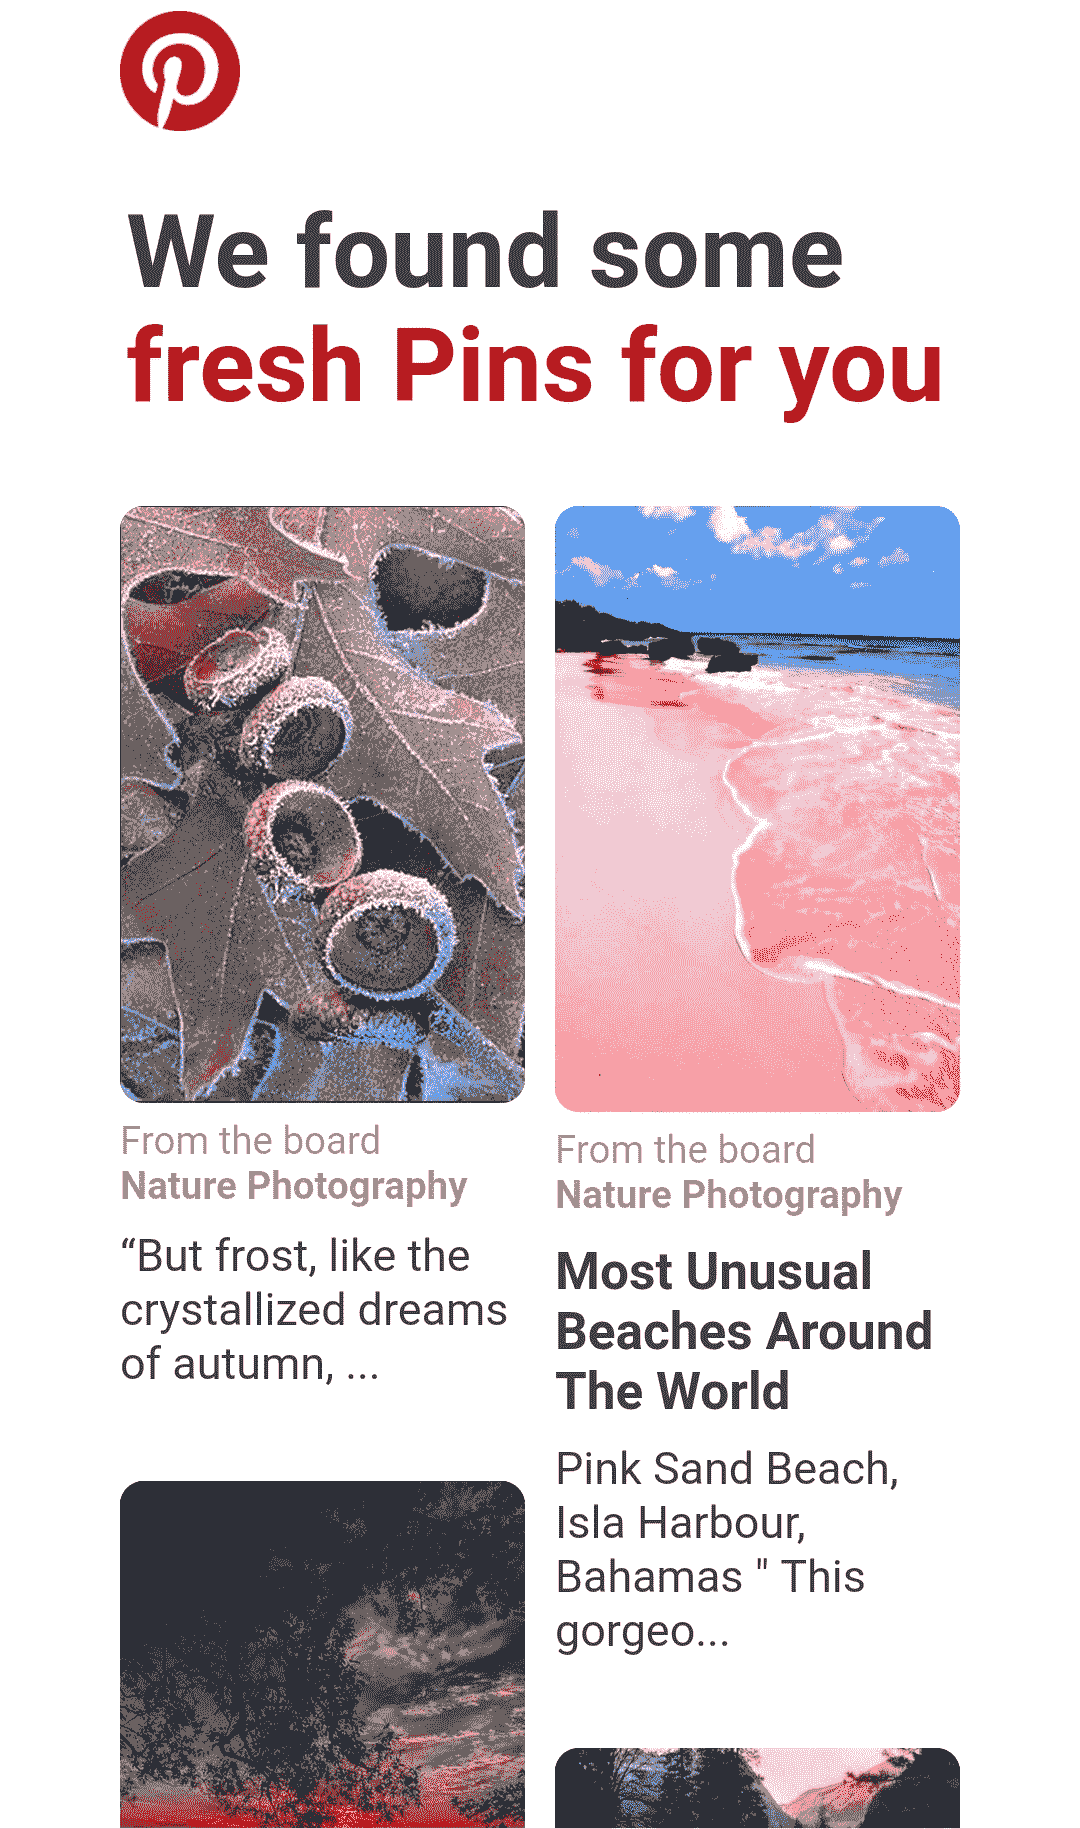 We found some
fresh Pins for you
From the board
Nature Photography
“But frost, like the
crystallized dreams
of autumn, ...
From the board
Nature Photography
Most Unusual
Beaches Around
The World
Pink Sand Beach,
Isla Harbour,
Bahamas " This
gorgeo...